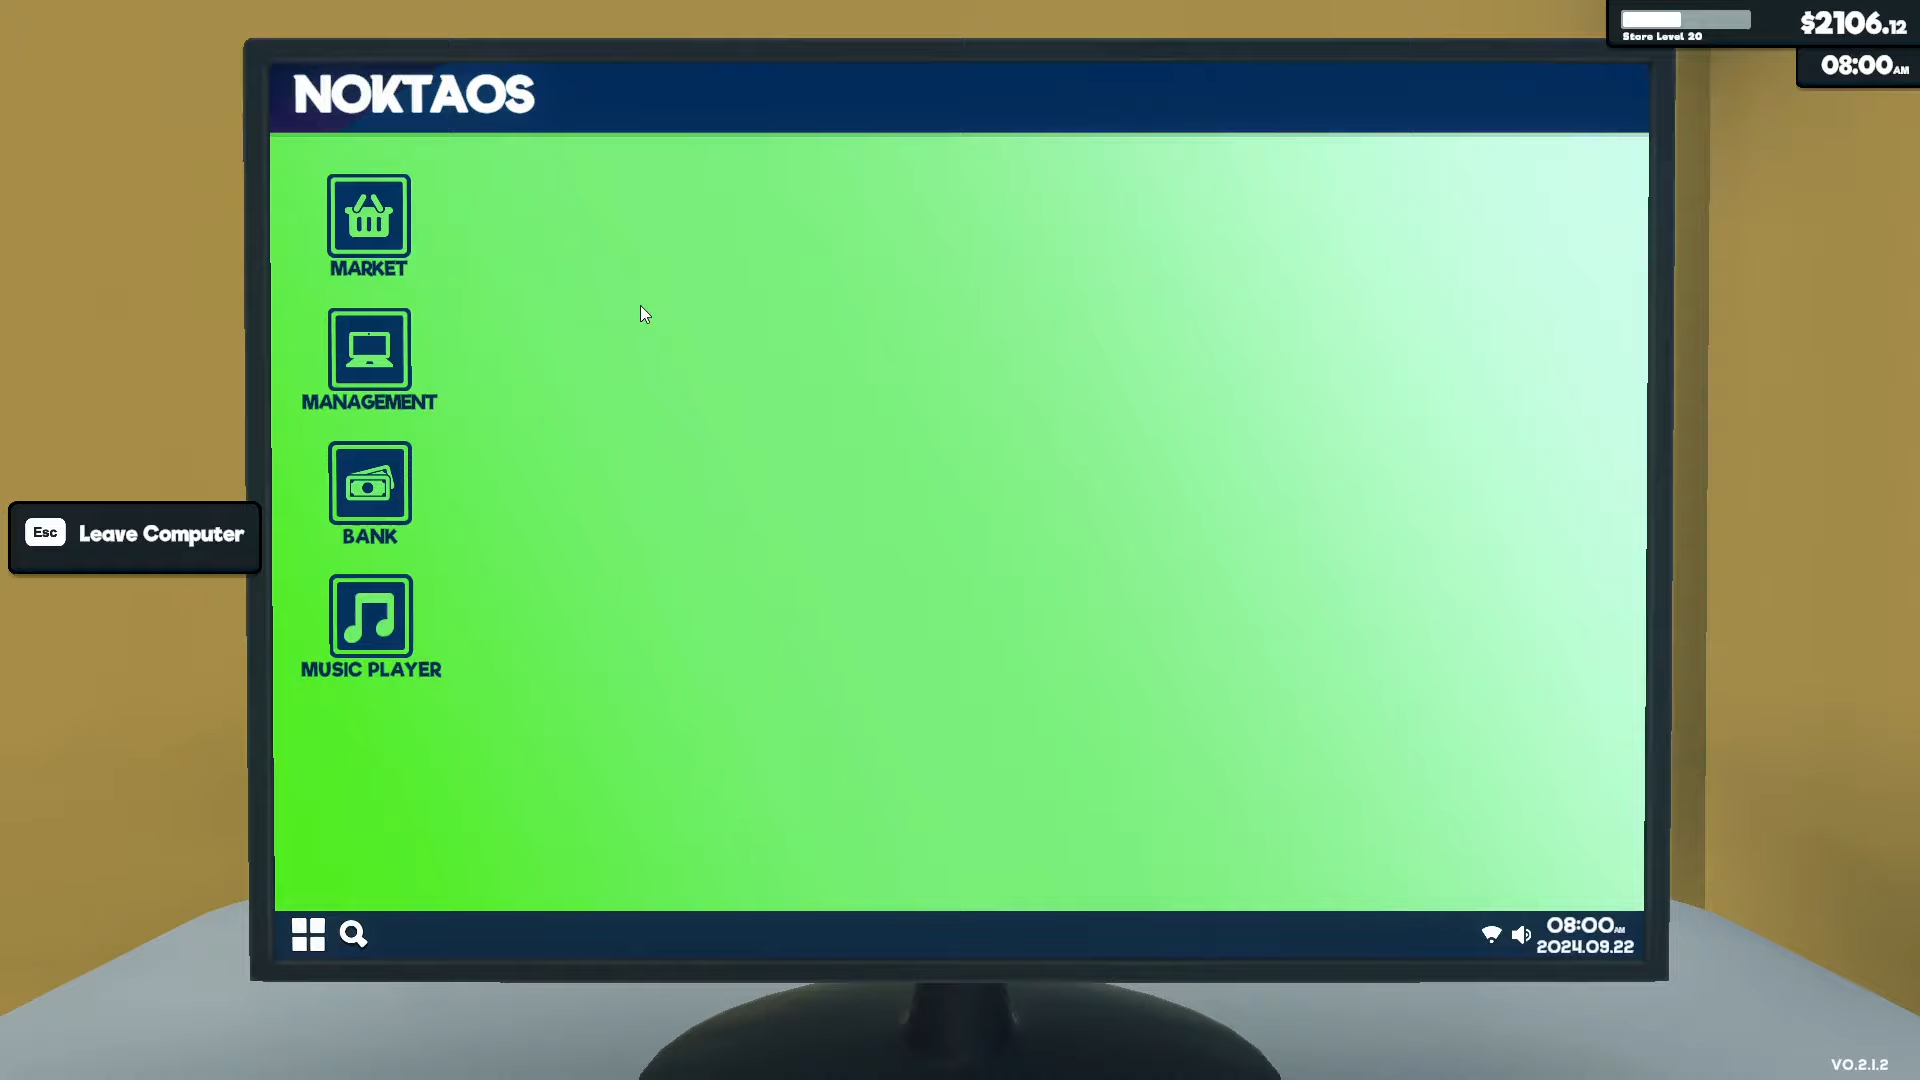 $2106.12
Store Level 20
08:00AM
NOKTAOS
MARKET
MANAGEMENT
BANK
Esc Leave Computer
MUSIC PLAYER
08:00AM
2024.09.22
V0.2.1.2